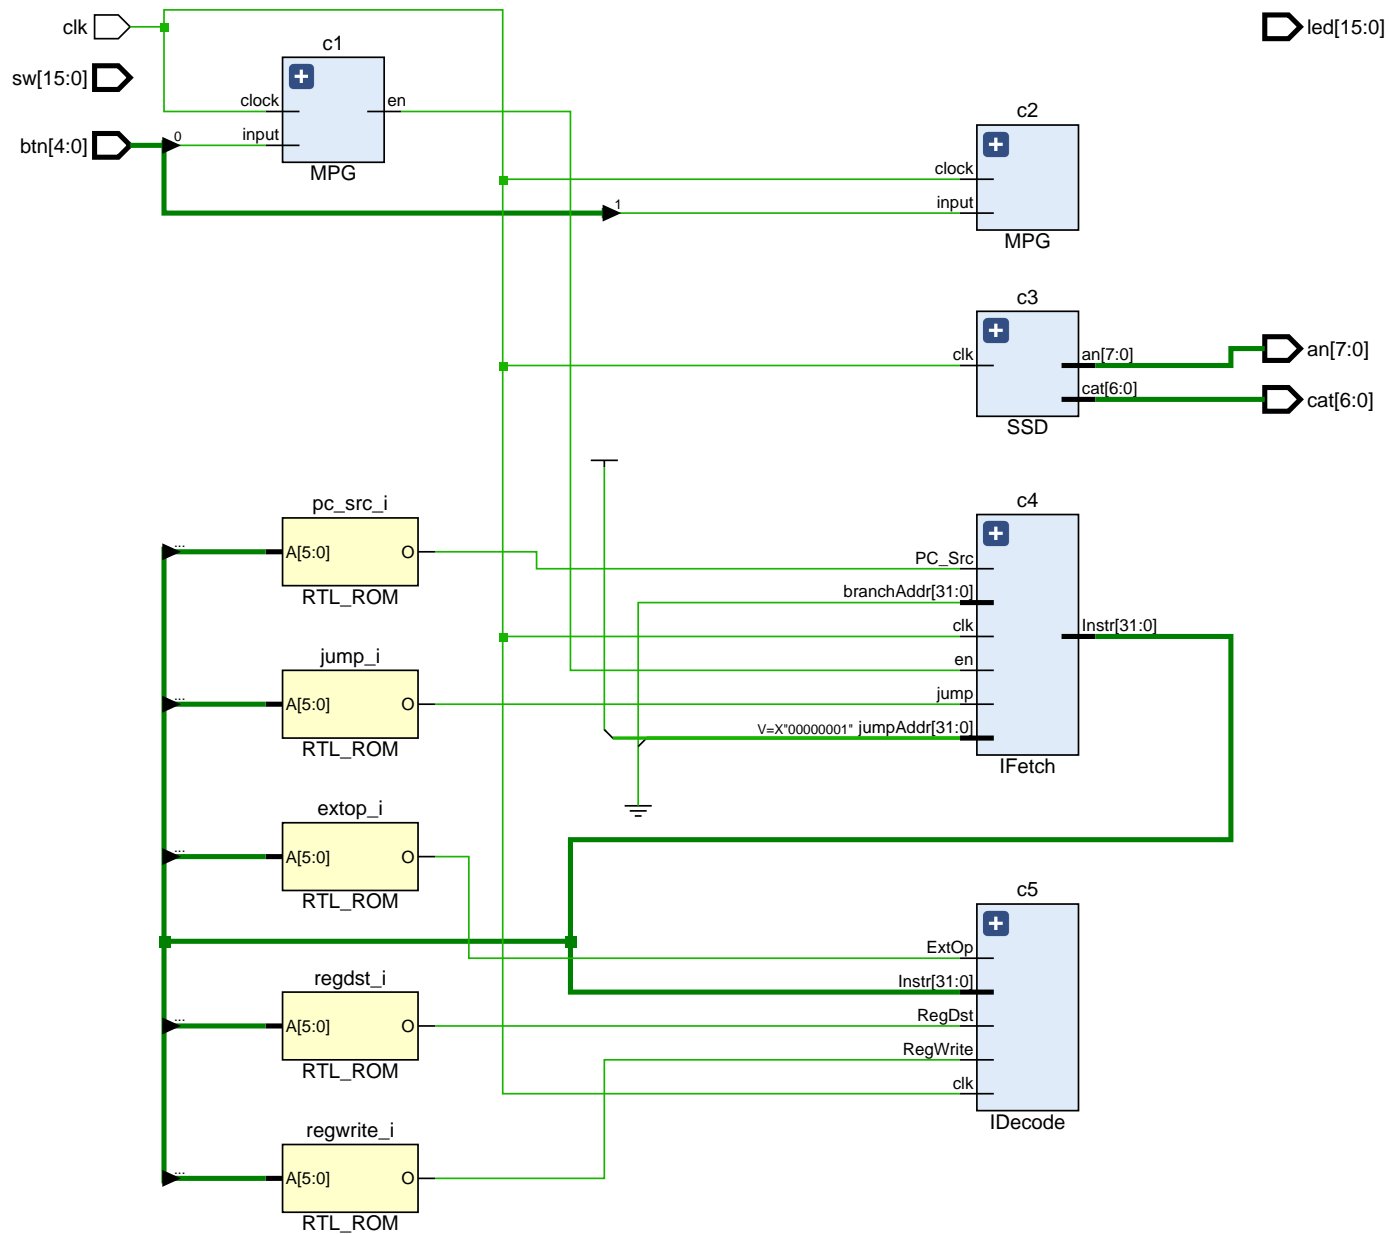 clk
sw[15:0]
btn[4:0]
0
c1
clock
input
en
MPG
1
led[15:0]
c2
clock
input
MPG
c3
clk
an[7:0]
cat[6:0]
SSD
an[7:0]
cat[6:0]
pc_src_i
...
A[5:0]
O
RTL_ROM
jump_i
...
A[5:0]
O
RTL_ROM
extop_i
...
A[5:0]
O
RTL_ROM
regdst_i
...
A[5:0]
O
RTL_ROM
regwrite_i
...
A[5:0]
O
RTL_ROM
c4
PC_Src
branchAddr[31:0]
clk
en
jump
V=X"00000001" jumpAddr[31:0]
Instr[31:0]
IFetch
c5
ExtOp
Instr[31:0]
RegDst
RegWrite
clk
IDecode